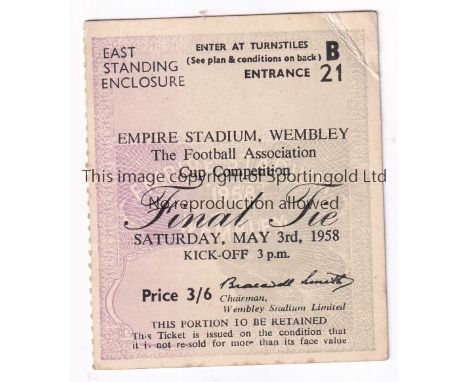 EAST
STANDING
ENCLOSURE
ENTER AT TURNSTILES
(See plan & conditions on back)
ENTRANCE
B
21
EMPIRE STADIUM, WEMBLEY
The Football Association
Cup Competition
This image copyright of Sportingold Ltd
No reproduction allowed
Final Tie
SATURDAY, MAY 3rd, 1958
KICK-OFF 3 p.m.
Price 3/6
Chairman,
Wembley Stadium Limited
THIS PORTION TO BE RETAINED
This Ticket is issued on the condition that
it is not re-sold for more than its face value